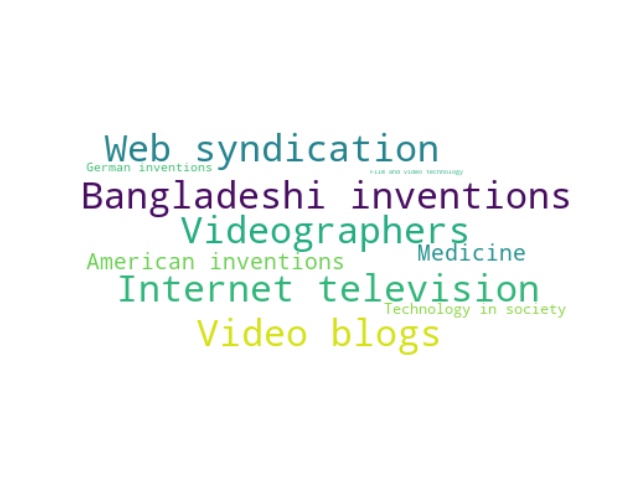 Web syndication
German inventions
Film and video technology
Bangladeshi inventions
Videographers
Medicine
American inventions
Internet television
Technology in society
Video blogs